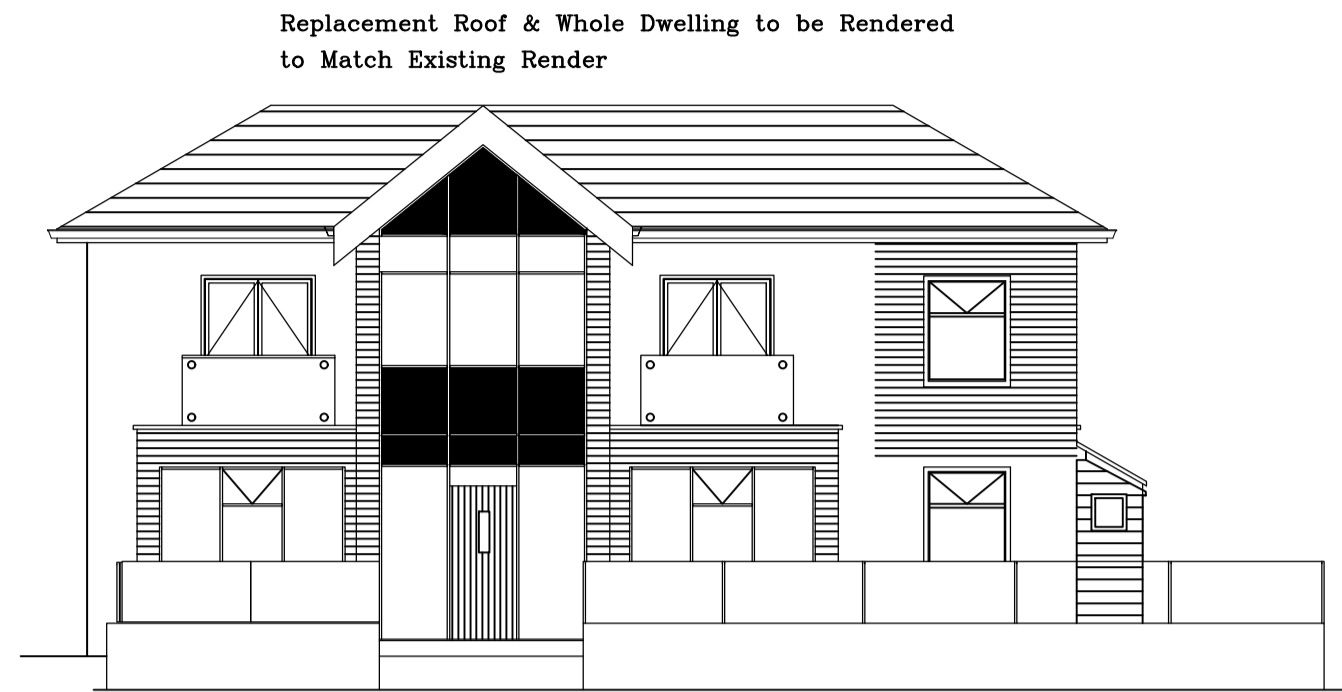 Replacement Roof & Whole Dwelling to be Rendered
to Match Existing Render